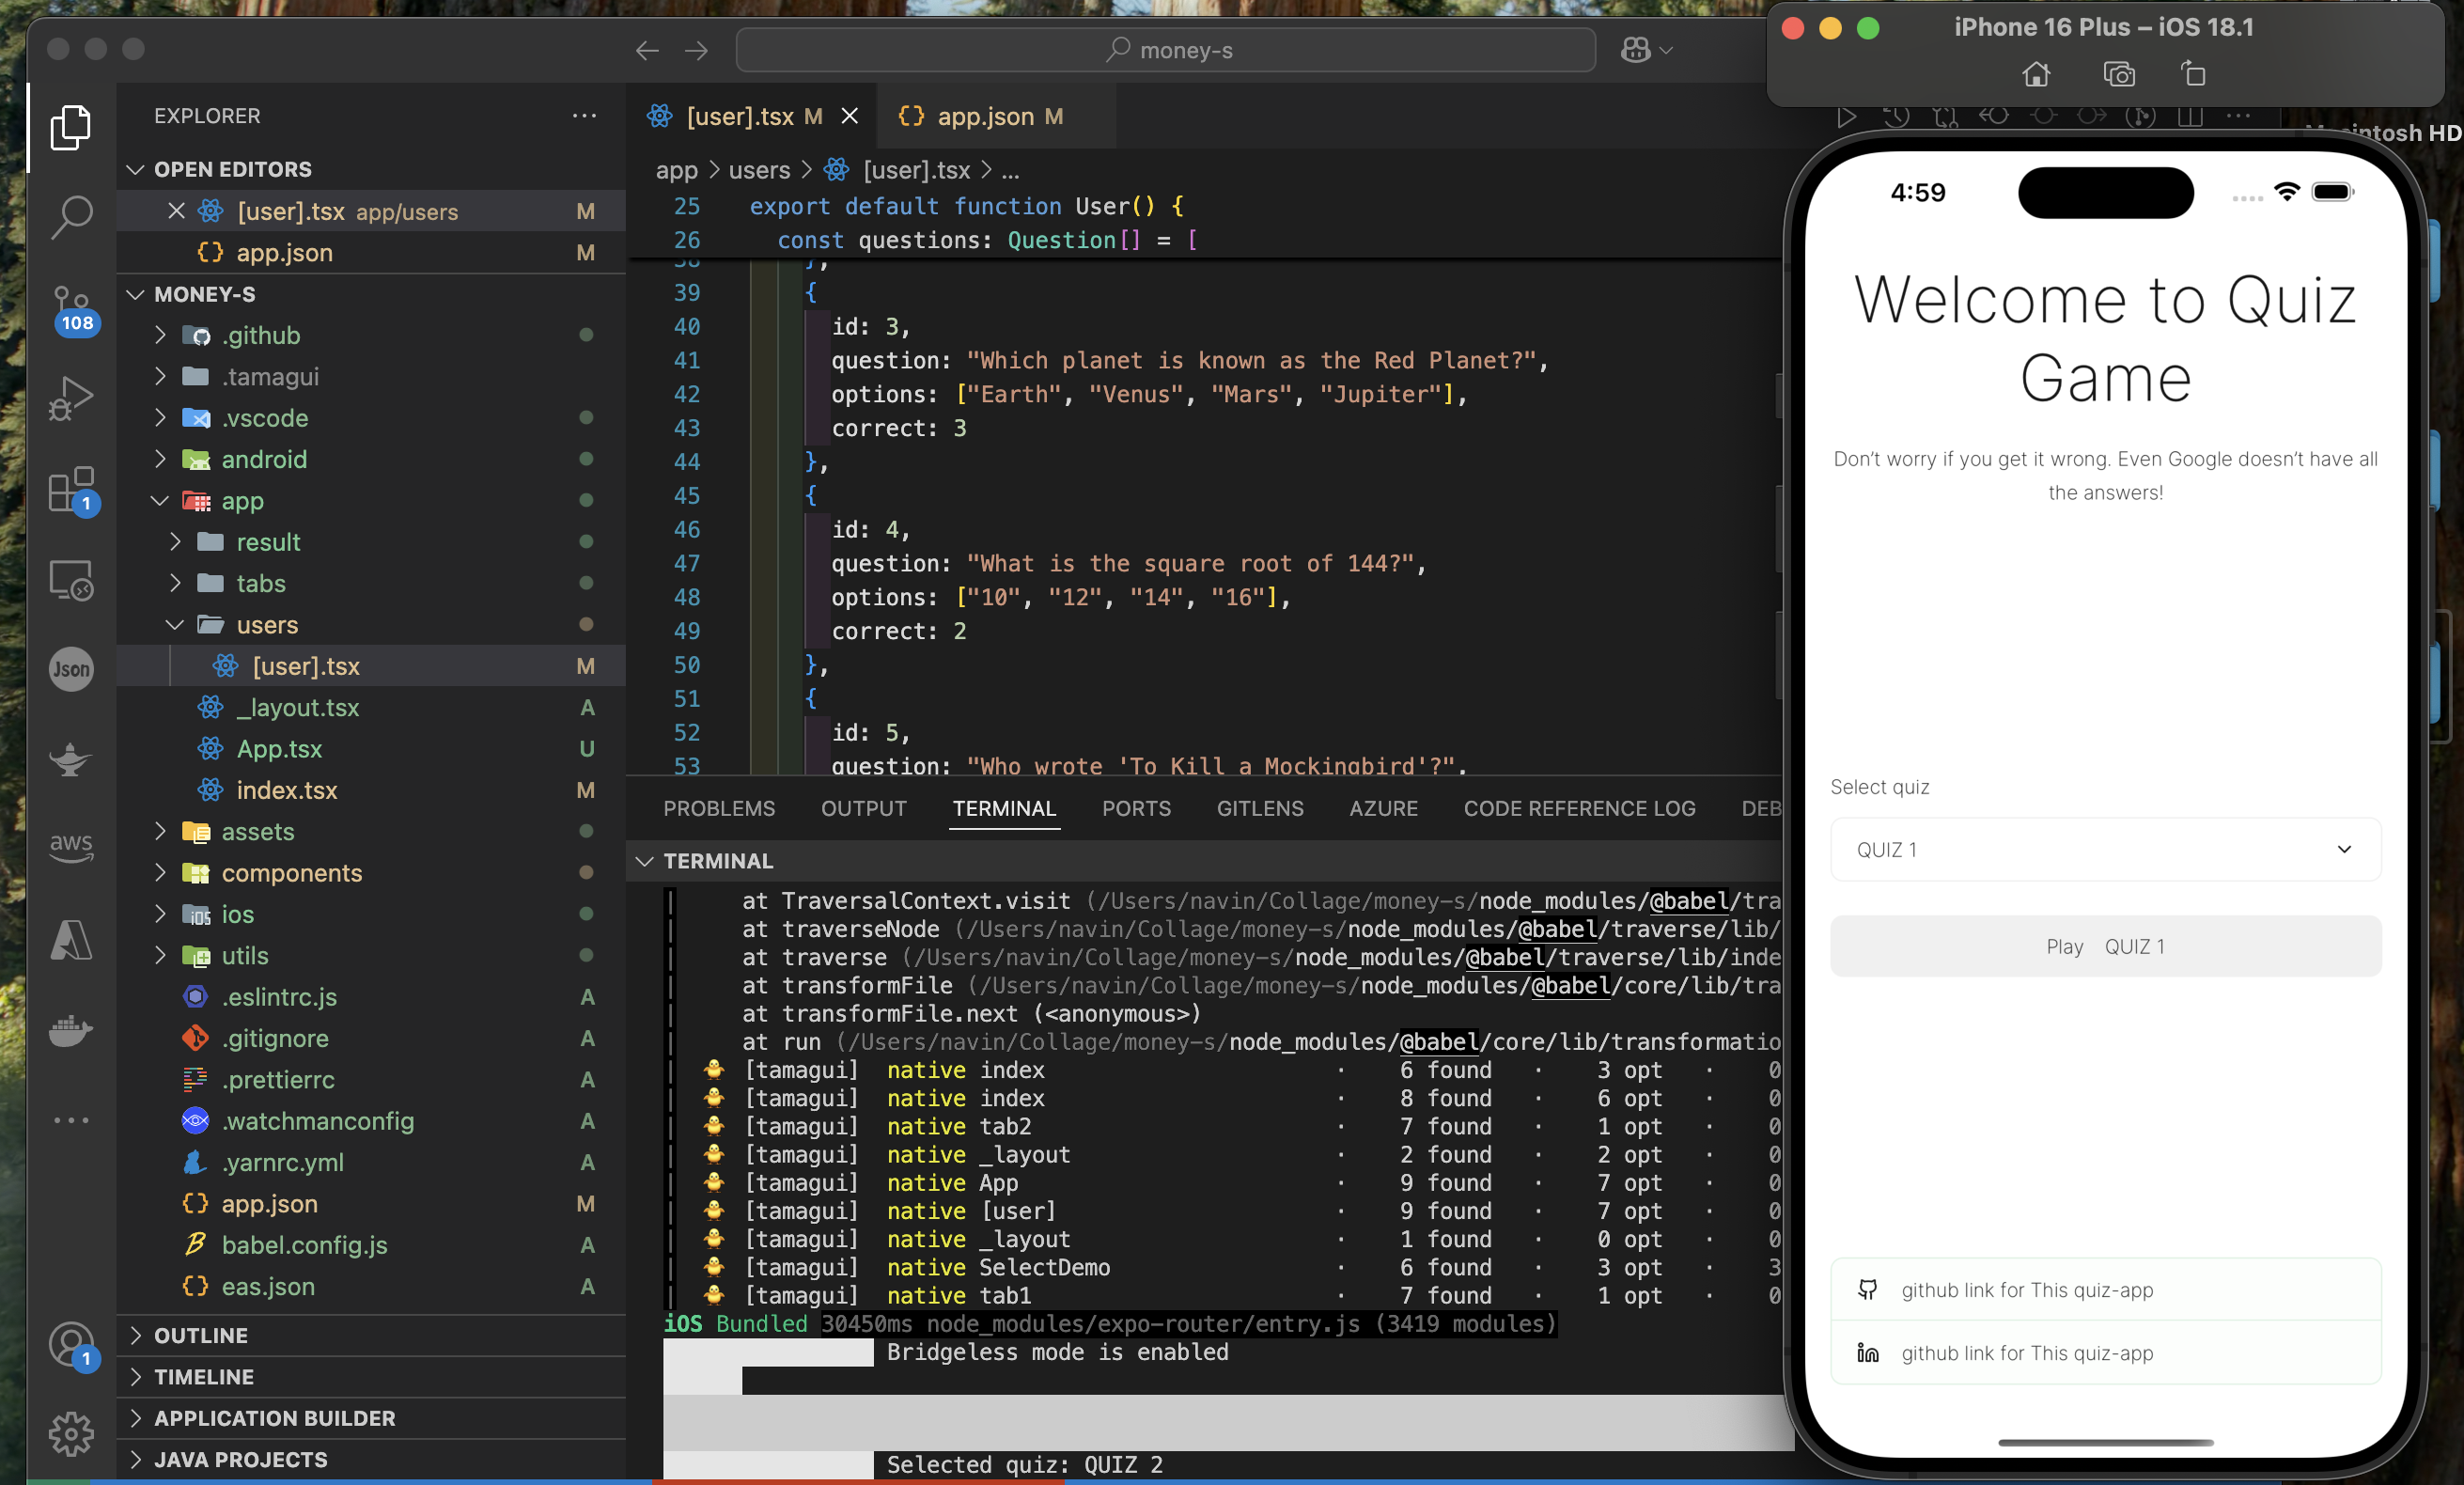 money-s
iPhone 16 Plus – iOS 18.1
EXPLORER
OPEN EDITORS
[user].tsx app/users M
app.json M
MONEY-S
.github
.tamagui
.vscode
android
app
result
tabs
users
[user].tsx M
_layout.tsx A
App.tsx U
index.tsx M
assets
components
ios
utils
.eslintrc.js A
.gitignore A
.prettierrc A
.watchmanconfig A
.yarnrc.yml A
app.json M
babel.config.js A
eas.json A
OUTLINE
TIMELINE
APPLICATION BUILDER
JAVA PROJECTS
108
1
Json
aws
1
[user].tsx M
app.json M
app > users > [user].tsx > ...
25 export default function User() {
26 const questions: Question[] = [
38 },
39 {
40 id: 3,
41 question: "Which planet is known as the Red Planet?",
42 options: ["Earth", "Venus", "Mars", "Jupiter"],
43 correct: 3
44 },
45 {
46 id: 4,
47 question: "What is the square root of 144?",
48 options: ["10", "12", "14", "16"],
49 correct: 2
50 },
51 {
52 id: 5,
53 question: "Who wrote 'To Kill a Mockingbird'?",
PROBLEMS OUTPUT TERMINAL PORTS GITLENS AZURE CODE REFERENCE LOG DEB
TERMINAL
at TraversalContext.visit (/Users/navin/Collage/money-s/node_modules/@babel/tra
at traverseNode (/Users/navin/Collage/money-s/node_modules/@babel/traverse/lib/
at traverse (/Users/navin/Collage/money-s/node_modules/@babel/traverse/lib/inde
at transformFile (/Users/navin/Collage/money-s/node_modules/@babel/core/lib/tra
at transformFile.next (<anonymous>)
at run (/Users/navin/Collage/money-s/node_modules/@babel/core/lib/transformatio
[tamagui] native index · 6 found · 3 opt · 0
[tamagui] native index · 8 found · 6 opt · 0
[tamagui] native tab2 · 7 found · 1 opt · 0
[tamagui] native _layout · 2 found · 2 opt · 0
[tamagui] native App · 9 found · 7 opt · 0
[tamagui] native [user] · 9 found · 7 opt · 0
[tamagui] native _layout · 1 found · 0 opt · 0
[tamagui] native SelectDemo · 6 found · 3 opt · 3
[tamagui] native tab1 · 7 found · 1 opt · 0
iOS Bundled 30450ms node_modules/expo-router/entry.js (3419 modules)
Bridgeless mode is enabled
Selected quiz: QUIZ 2
HD
4:59
Welcome to Quiz
Game
Don't worry if you get it wrong. Even Google doesn't have all
the answers!
Select quiz
QUIZ 1
Play QUIZ 1
github link for This quiz-app
github link for This quiz-app